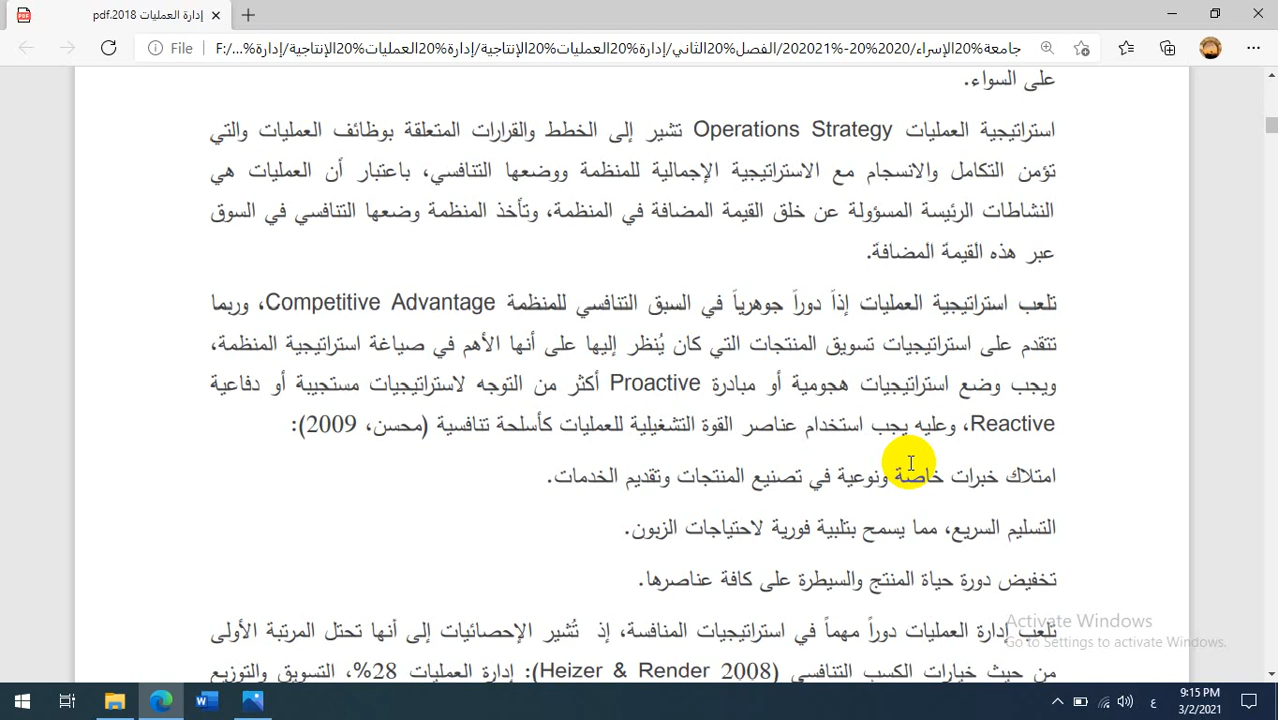 إدارة العمليات 2018.pdf
File
F:/جامعة%20الإسراء/2020%20-%202021/الفصل%20الثاني/إدارة%20العمليات%20الإنتاجية/إدارة%20العمليات%20الإنتاجية/إدارة%20...
على السواء.
استراتيجية العمليات Operations Strategy تشير إلى الخطط والقرارات المتعلقة بوظائف العمليات والتي
تؤمن التكامل والانسجام مع الاستراتيجية الإجمالية للمنظمة ووضعها التنافسي، باعتبار أن العمليات هي
النشاطات الرئيسة المسؤولة عن خلق القيمة المضافة في المنظمة، وتأخذ المنظمة وضعها التنافسي في السوق
عبر هذه القيمة المضافة.
تلعب استراتيجية العمليات إذاً دوراً جوهرياً في السبق التنافسي للمنظمة Competitive Advantage، وربما
تتقدم على استراتيجيات تسويق المنتجات التي كان يُنظر إليها على أنها الأهم في صياغة استراتيجية المنظمة،
ويجب وضع استراتيجيات هجومية أو مبادرة Proactive أكثر من التوجه لاستراتيجيات مستجيبة أو دفاعية
Reactive، وعليه يجب استخدام عناصر القوة التشغيلية للعمليات كأسلحة تنافسية (محسن، 2009):
امتلاك خبرات خاصة ونوعية في تصنيع المنتجات وتقديم الخدمات.
التسليم السريع، مما يسمح بتلبية فورية لاحتياجات الزبون.
تخفيض دورة حياة المنتج والسيطرة على كافة عناصرها.
تلعب إدارة العمليات دوراً مهماً في استراتيجيات المنافسة، إذ تُشير الإحصائيات إلى أنها تحتل المرتبة الأولى
من حيث خيارات الكسب التنافسي (Heizer & Render 2008): إدارة العمليات 28%، التسويق والتوزيع
Activate Windows
Go to Settings to activate Windows.
ع
9:15 PM
3/2/2021